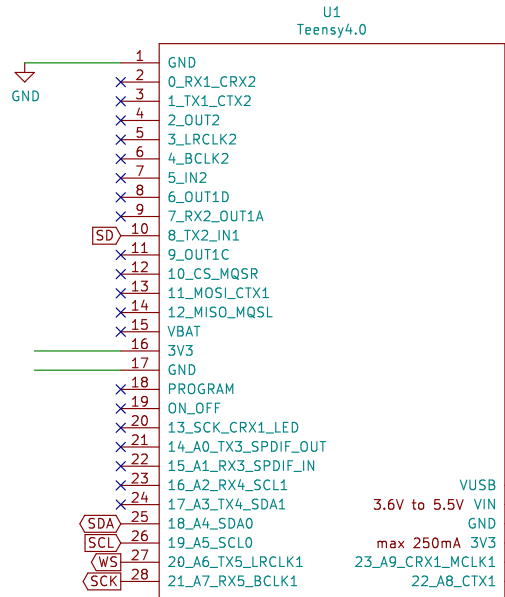 U1
Teensy4.0
GND
1 GND
2 0_RX1_CRX2
3 1_TX1_CTX2
4 2_OUT2
5 3_LRCLK2
6 4_BCLK2
7 5_IN2
8 6_OUT1D
9 7_RX2_OUT1A
SD 10 8_TX2_IN1
11 9_OUT1C
12 10_CS_MQSR
13 11_MOSI_CTX1
14 12_MISO_MQSL
15 VBAT
16 3V3
17 GND
18 PROGRAM
19 ON_OFF
20 13_SCK_CRX1_LED
21 14_A0_TX3_SPDIF_OUT
22 15_A1_RX3_SPDIF_IN
23 16_A2_RX4_SCL1 VUSB
24 17_A3_TX4_SDA1 3.6V to 5.5V VIN
SDA 25 18_A4_SDA0 GND
SCL 26 19_A5_SCL0 max 250mA 3V3
WS 27 20_A6_TX5_LRCLK1 23_A9_CRX1_MCLK1
SCK 28 21_A7_RX5_BCLK1 22_A8_CTX1